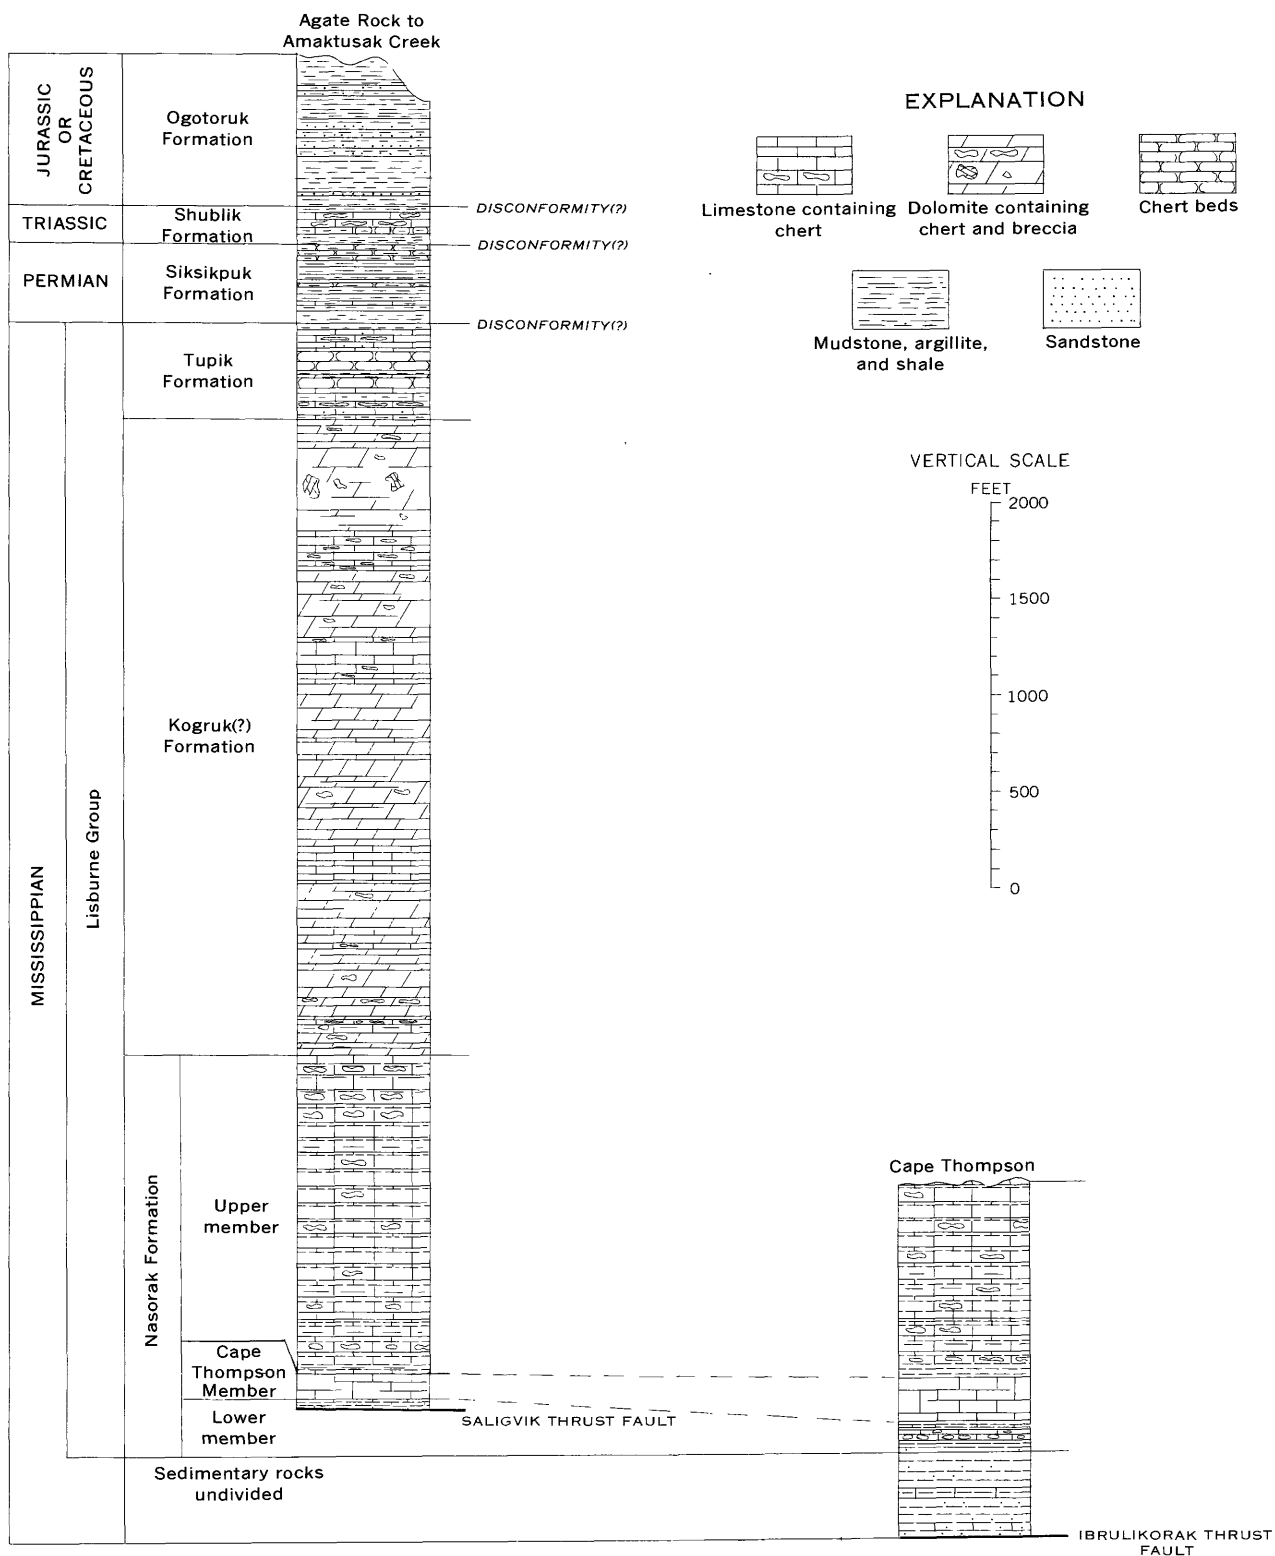 Agate Rock to
Amaktusak Creek
JURASSIC
OR
CRETACEOUS
Ogotoruk
Formation
TRIASSIC
Shublik
Formation
PERMIAN
Siksikpuk
Formation
DISCONFORMITY(?)
DISCONFORMITY(?)
DISCONFORMITY(?)
MISSISSIPPIAN
Lisburne Group
Tupik
Formation
Kogruk(?)
Formation
Nasorak Formation
Upper
member
Cape
Thompson
Member
Lower
member
Sedimentary rocks
undivided
SALIGVIK THRUST FAULT
EXPLANATION
Limestone containing
chert
Dolomite containing
chert and breccia
Chert beds
Mudstone, argillite,
and shale
Sandstone
VERTICAL SCALE
FEET
2000
1500
1000
500
0
Cape Thompson
IBRULIKORAK THRUST
FAULT